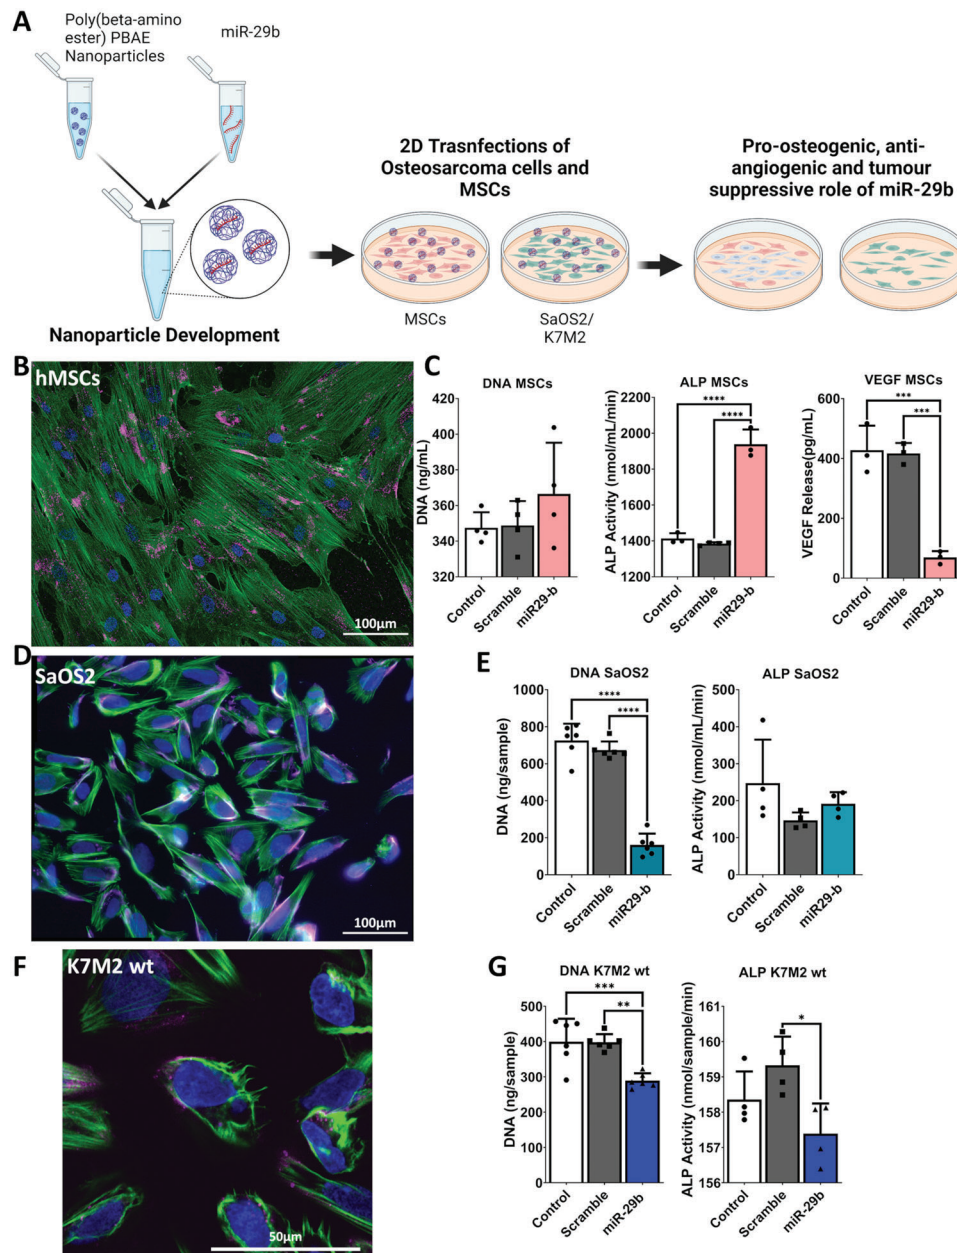 A
Poly(beta-amino
ester) PBAE
Nanoparticles
miR-29b
Nanoparticle Development
2D Trasnfections of
Osteosarcoma cells and
MSCs
MSCs
SaOS2/
K7M2
Pro-osteogenic, anti-
angiogenic and tumour
suppressive role of miR-29b
B
hMSCs
100µm
C
DNA MSCs
DNA (ng/mL)
420
400
380
360
340
320
Control
Scramble
miR29-b
ALP MSCs
ALP Activity (nmol/mL/min)
2200
2000
1800
1600
1400
1200
****
****
Control
Scramble
miR29-b
VEGF MSCs
VEGF Release(pg/mL)
600
400
200
0
***
***
Control
Scamble
miR29-b
D
SaOS2
100µm
E
DNA SaOS2
DNA (ng/sample)
1000
800
600
400
200
0
****
****
Control
Scramble
miR29-b
ALP SaOS2
ALP Activity (nmol/mL/min)
500
400
300
200
100
0
Control
Scramble
miR29-b
F
K7M2 wt
50µm
G
DNA K7M2 wt
DNA (ng/sample)
500
400
300
200
100
0
***
**
Control
Scramble
miR-29b
ALP K7M2 wt
ALP Activity (nmol/sample/min)
161
160
159
158
157
156
*
Control
Scramble
miR-29b